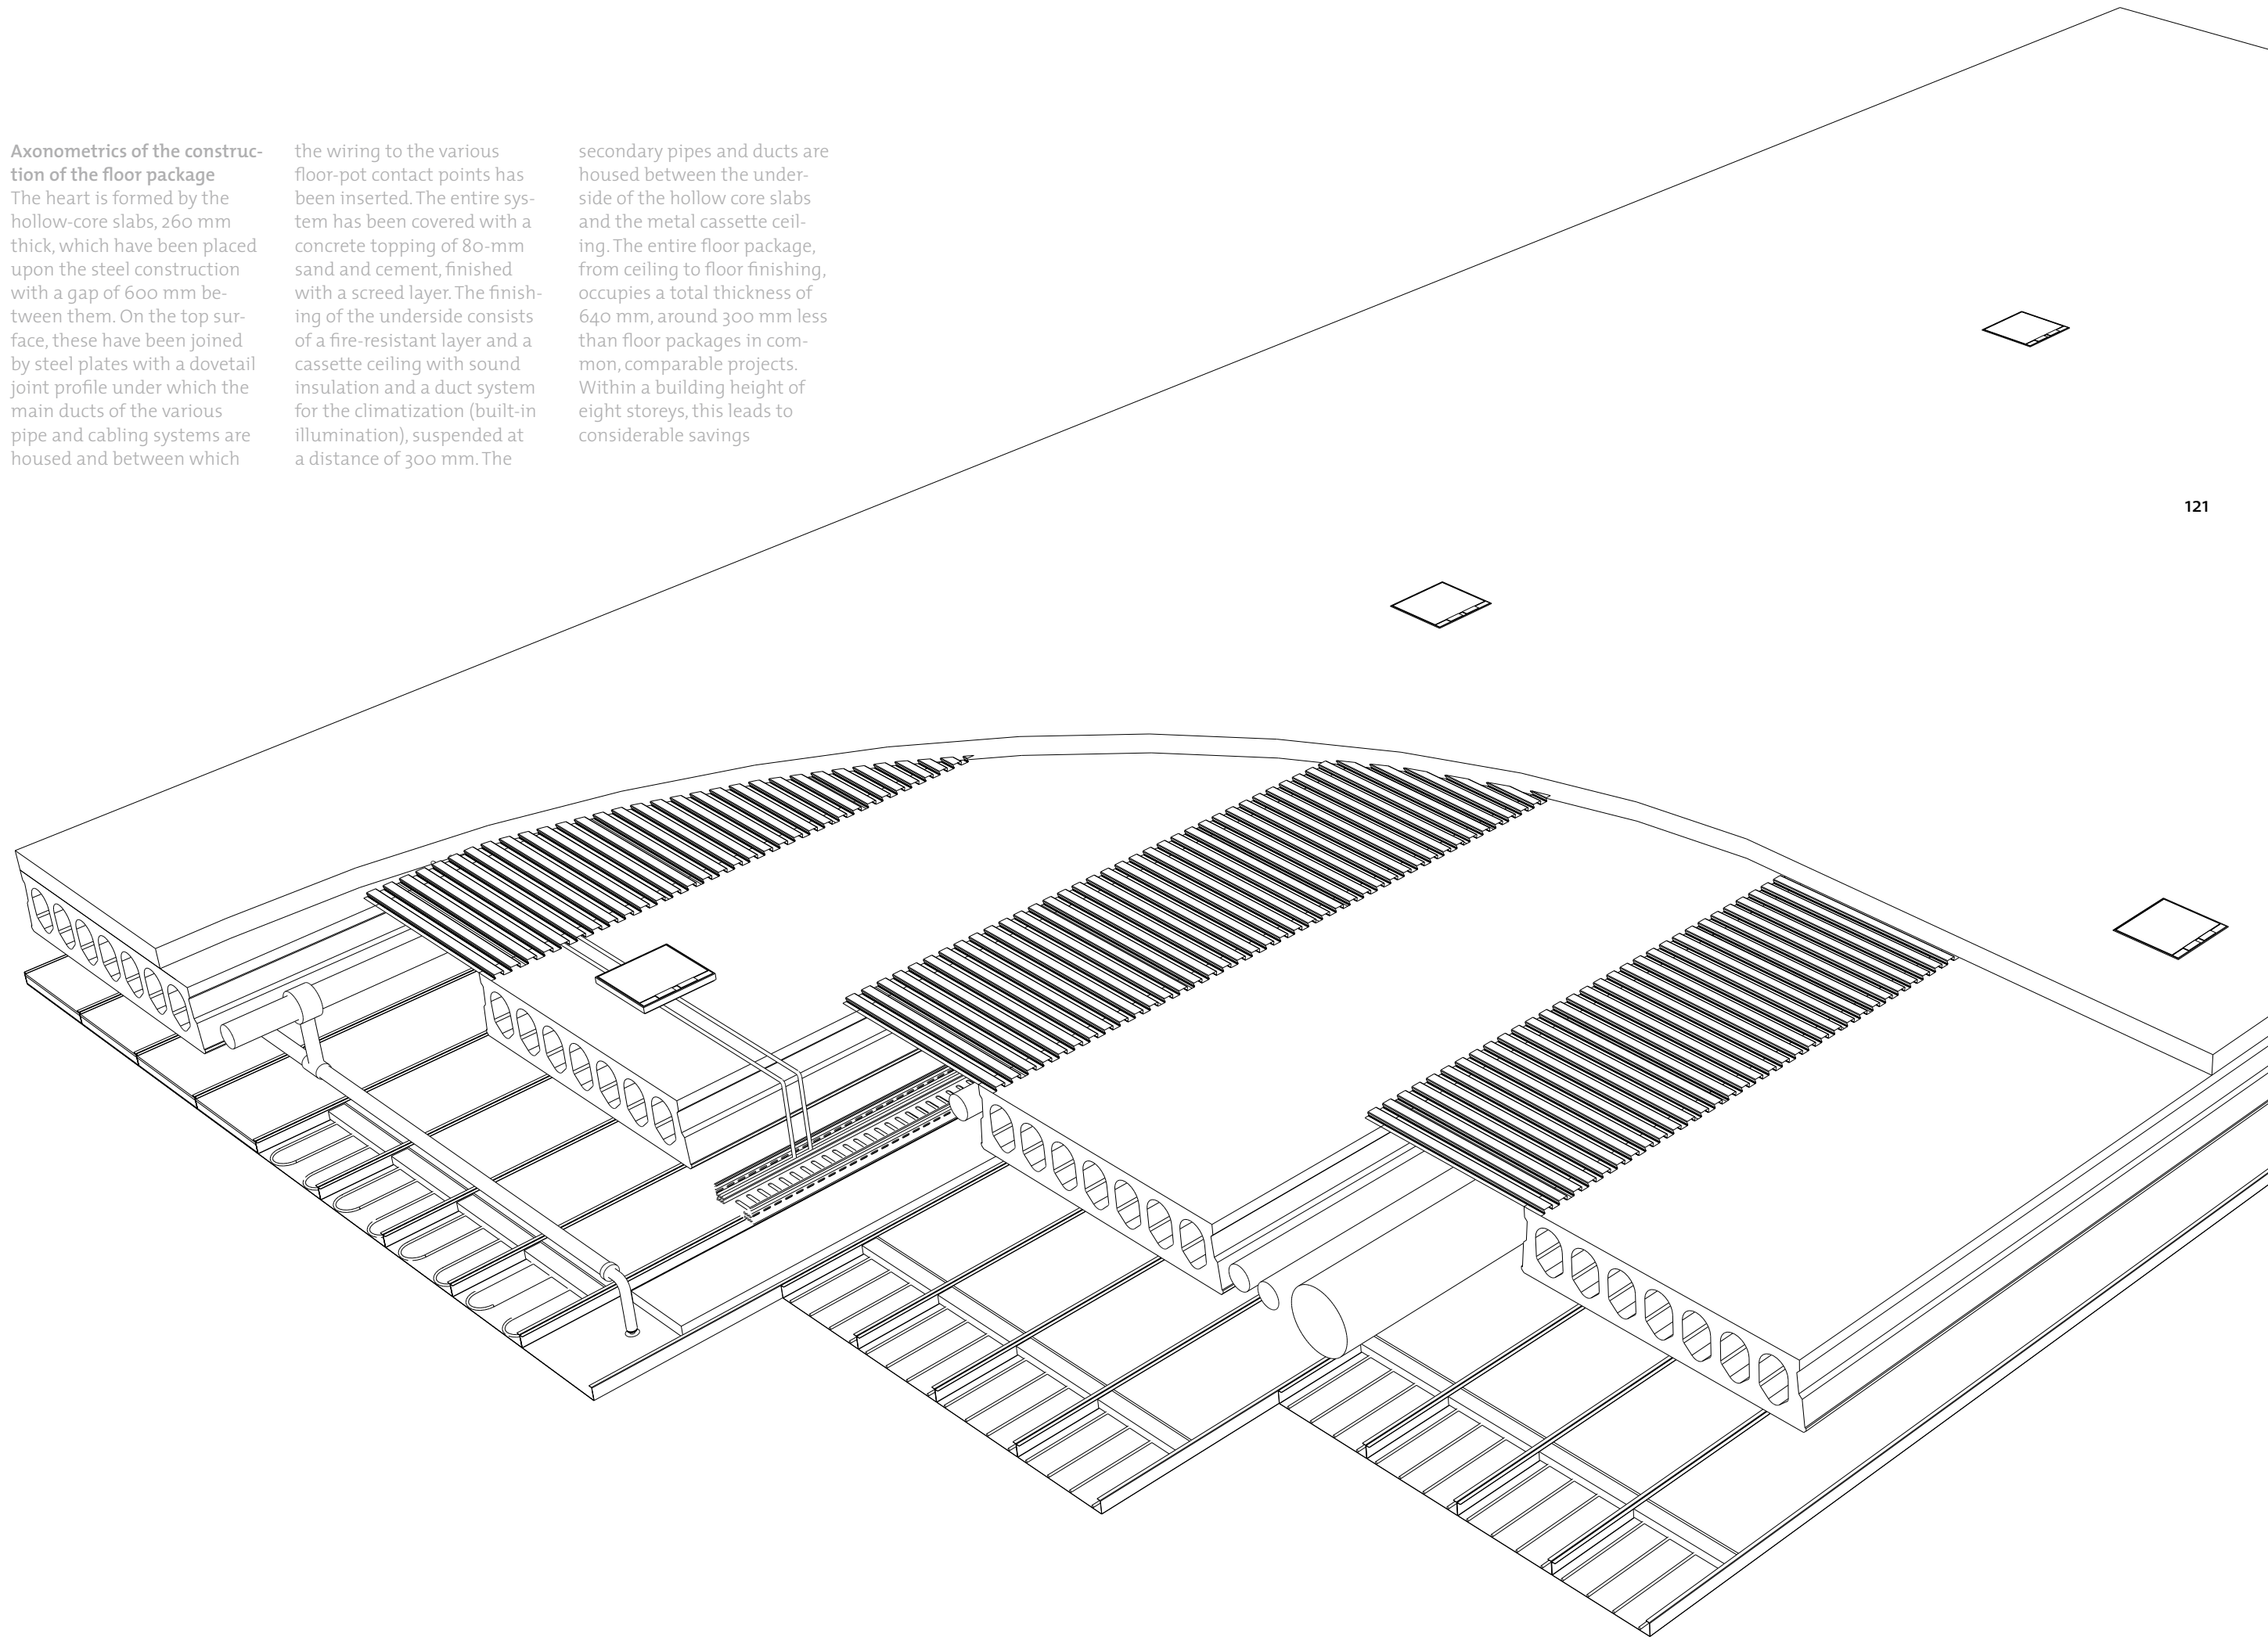 Axonometrics of the construc-
tion of the floor package
The heart is formed by the
hollow-core slabs, 260 mm
thick, which have been placed
upon the steel construction
with a gap of 600 mm be-
tween them. On the top sur-
face, these have been joined
by steel plates with a dovetail
joint profile under which the
main ducts of the various
pipe and cabling systems are
housed and between which
the wiring to the various
floor-pot contact points has
been inserted. The entire sys-
tem has been covered with a
concrete topping of 80-mm
sand and cement, finished
with a screed layer. The finish-
ing of the underside consists
of a fire-resistant layer and a
cassette ceiling with sound
insulation and a duct system
for the climatization (built-in
illumination), suspended at
a distance of 300 mm. The
secondary pipes and ducts are
housed between the under-
side of the hollow core slabs
and the metal cassette ceil-
ing. The entire floor package,
from ceiling to floor finishing,
occupies a total thickness of
640 mm, around 300 mm less
than floor packages in com-
mon, comparable projects.
Within a building height of
eight storeys, this leads to
considerable savings
121